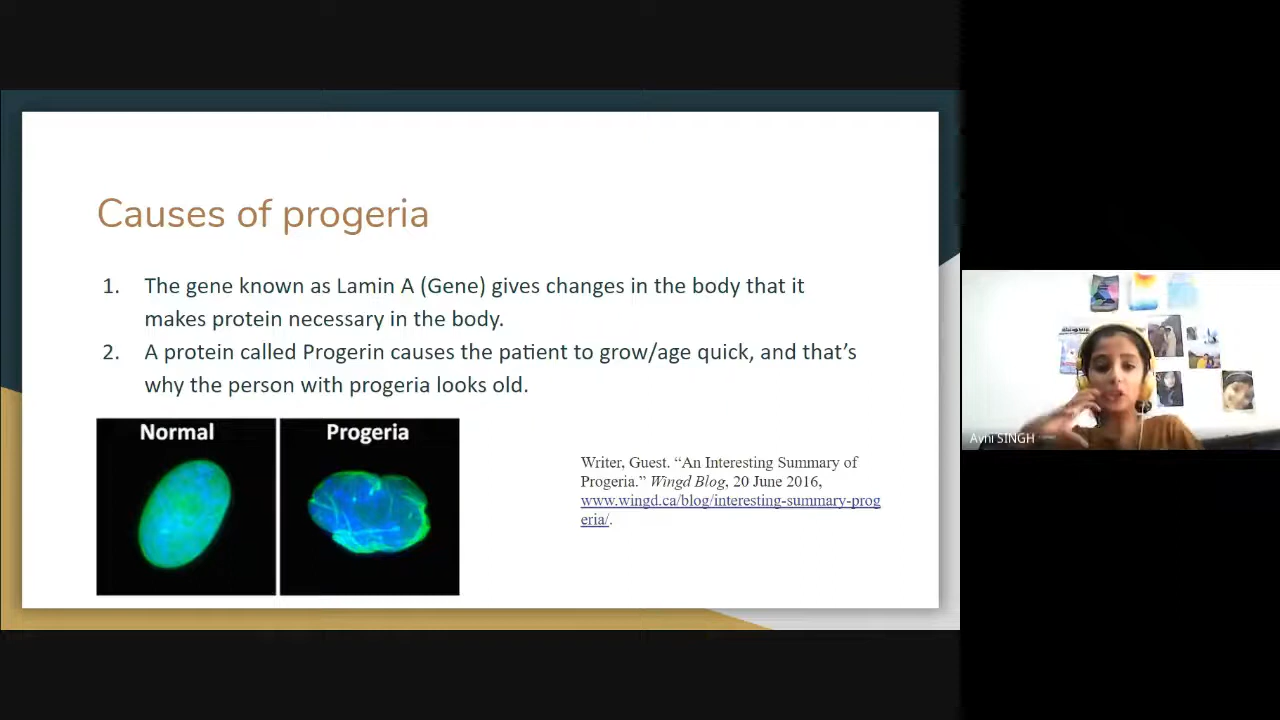 Causes of progeria
1. The gene known as Lamin A (Gene) gives changes in the body that it
makes protein necessary in the body.
2. A protein called Progerin causes the patient to grow/age quick, and that's
why the person with progeria looks old.
Normal
Progeria
Writer, Guest. “An Interesting Summary of
Progeria.” Wingd Blog, 20 June 2016,
www.wingd.ca/blog/interesting-summary-prog
eria/.
Avni SINGH